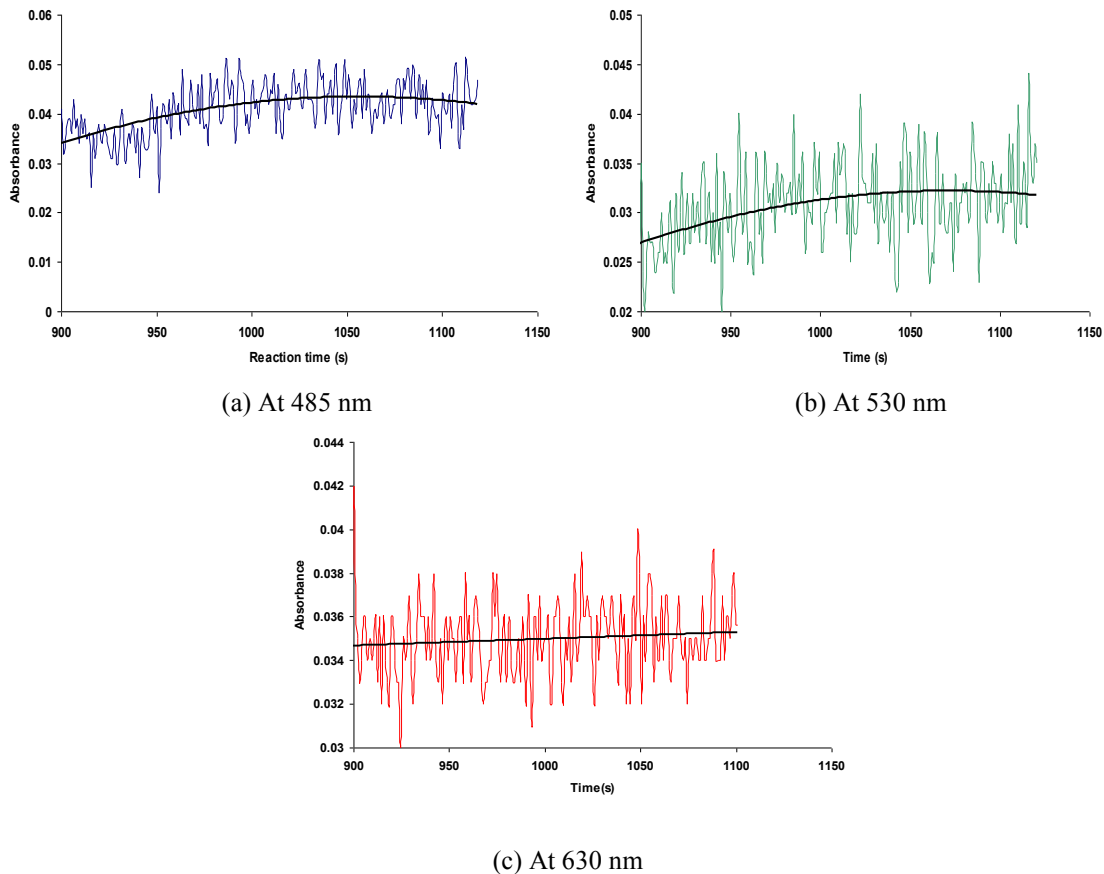 0.06
0.05
0.04
0.03
0.02
0.01
0
Absorbance
900 950 1000 1050 1100 1150
Reaction time (s)
(a) At 485 nm
0.05
0.045
0.04
0.035
0.03
0.025
0.02
Absorbance
900 950 1000 1050 1100 1150
Time (s)
(b) At 530 nm
0.044
0.042
0.04
0.038
0.036
0.034
0.032
0.03
Absorbance
900 950 1000 1050 1100 1150
Time(s)
(c) At 630 nm